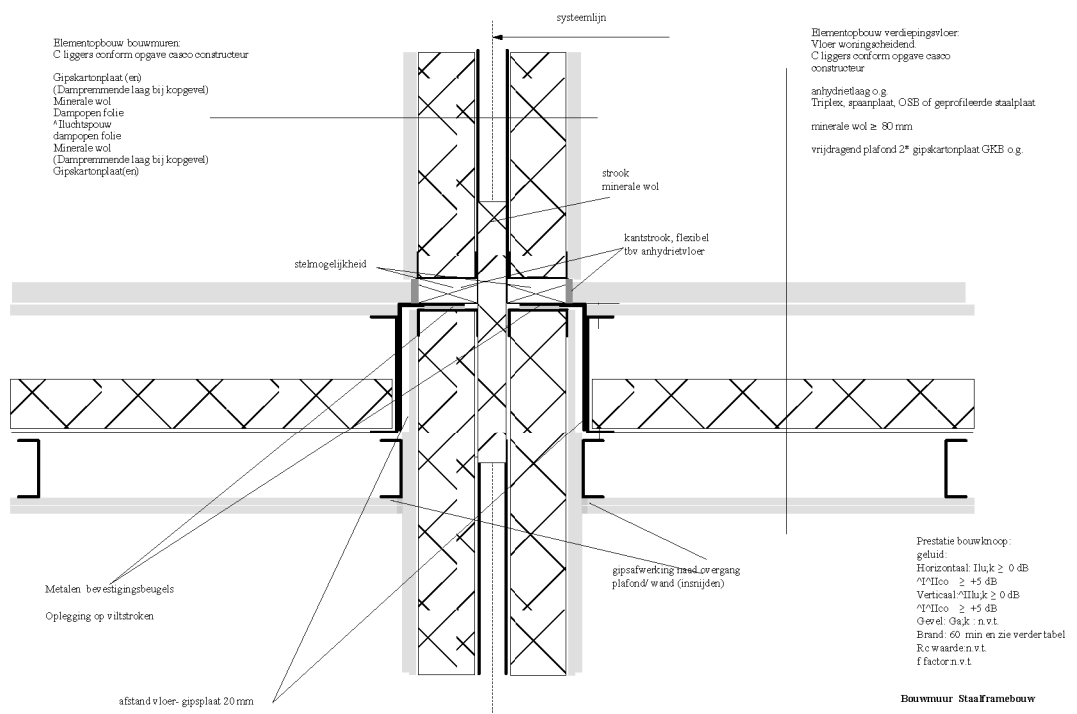 systeemlijn
Elementopbouw bouwmuren:
C liggers conform opgave casco constructeur
Gipskartonplaat (en)
(Dampremmende laag bij kopgevel)
Minerale wol
Dampopen folie
^Iluchtspouw
dampopen folie
Minerale wol
(Dampremmende laag bij kopgevel)
Gipskartonplaat(en)
Elementopbouw verdiepingsvloer:
Vloer woningscheidend.
C liggers conform opgave casco
constructeur
anhydrietlaag o.g.
Triplex, spaanplaat, OSB of geprofileerde staalplaat
minerale wol ≥ 80 mm
vrijdragend plafond 2* gipskartonplaat GKB o.g.
strook
minerale wol
kantstrook, flexibel
tbv anhydrietvloer
stelmogelijkheid
Metalen bevestigingsbeugels
Oplegging op viltstroken
gipsafwerking naad overgang
plafond/ wand (insnijden)
afstand vloer- gipsplaat 20 mm
Prestatie bouwknoop:
geluid:
Horizontaal: Ilu;k ≥ 0 dB
^I^IIco ≥ +5 dB
Verticaal:^IIlu;k ≥ 0 dB
^I^IIco ≥ +5 dB
Gevel: Ga;k : n.v.t.
Brand: 60 min en zie verder tabel
Rc waarde:n.v.t.
f factor:n.v.t.
Bouwmuur Staalframebouw